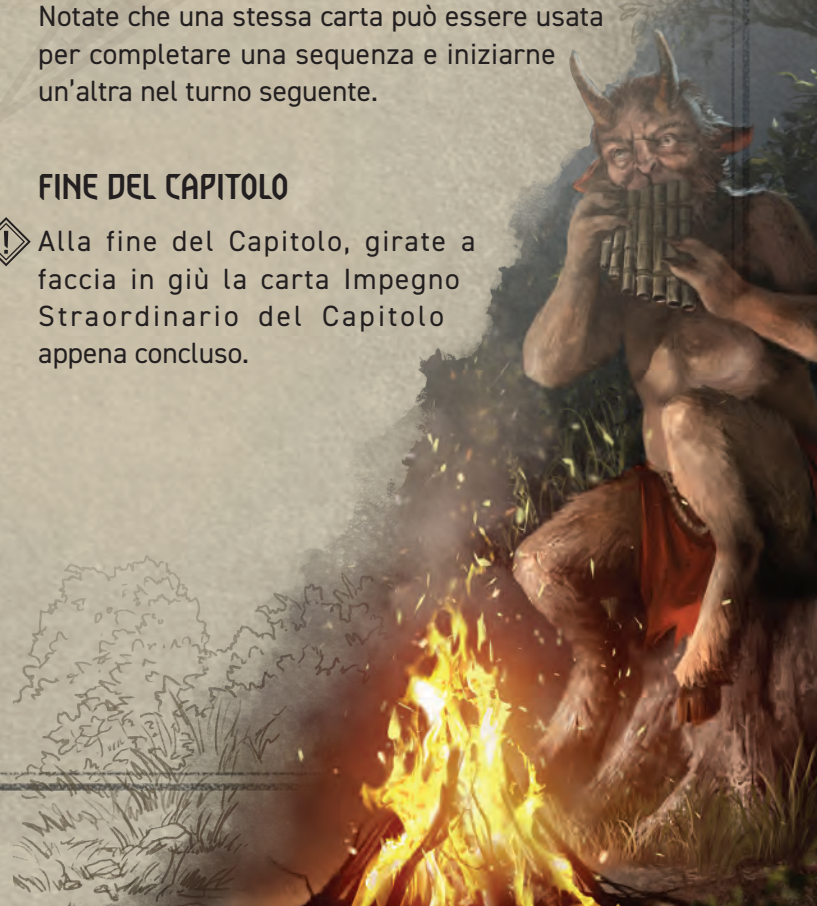 Notate che una stessa carta può essere usata
per completare una sequenza e iniziarne
un'altra nel turno seguente.
FINE DEL CAPITOLO
! Alla fine del Capitolo, girate a
faccia in giù la carta Impegno
Straordinario del Capitolo
appena concluso.